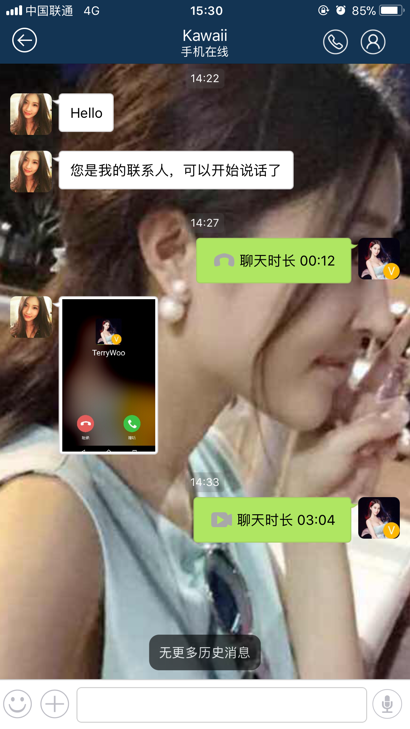 中国联通 4G 15:30 85%
Kawaii
手机在线
14:22
Hello
您是我的联系人，可以开始说话了
14:27
聊天时长 00:12
V
V
TerryWoo
14:33
聊天时长 03:04
V
无更多历史消息